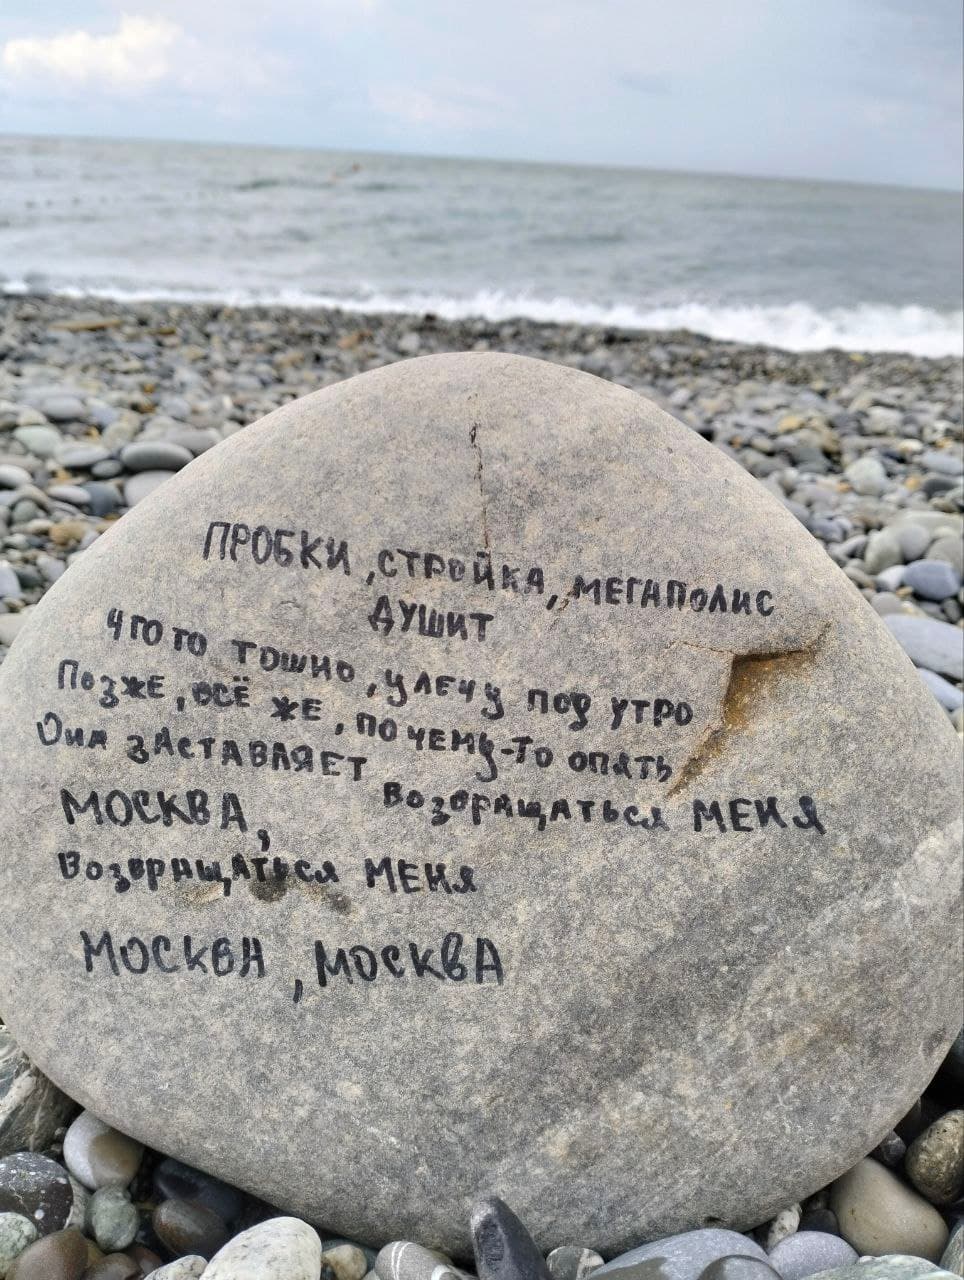 ПРОБКИ, СТРОЙКА, МЕГАПОЛИС
ДУШИТ
ЧТО ТО ТОШНО, УЛЕЧУ ПОД УТРО
ПОЗЖЕ, ВСЁ ЖЕ, ПОЧЕМУ-ТО ОПЯТЬ
ОНА ЗАСТАВЛЯЕТ
ВОЗВРАЩАТЬСЯ МЕНЯ
МОСКВА,
ВОЗВРАЩАТЬСЯ МЕНЯ
МОСКВА, МОСКВА